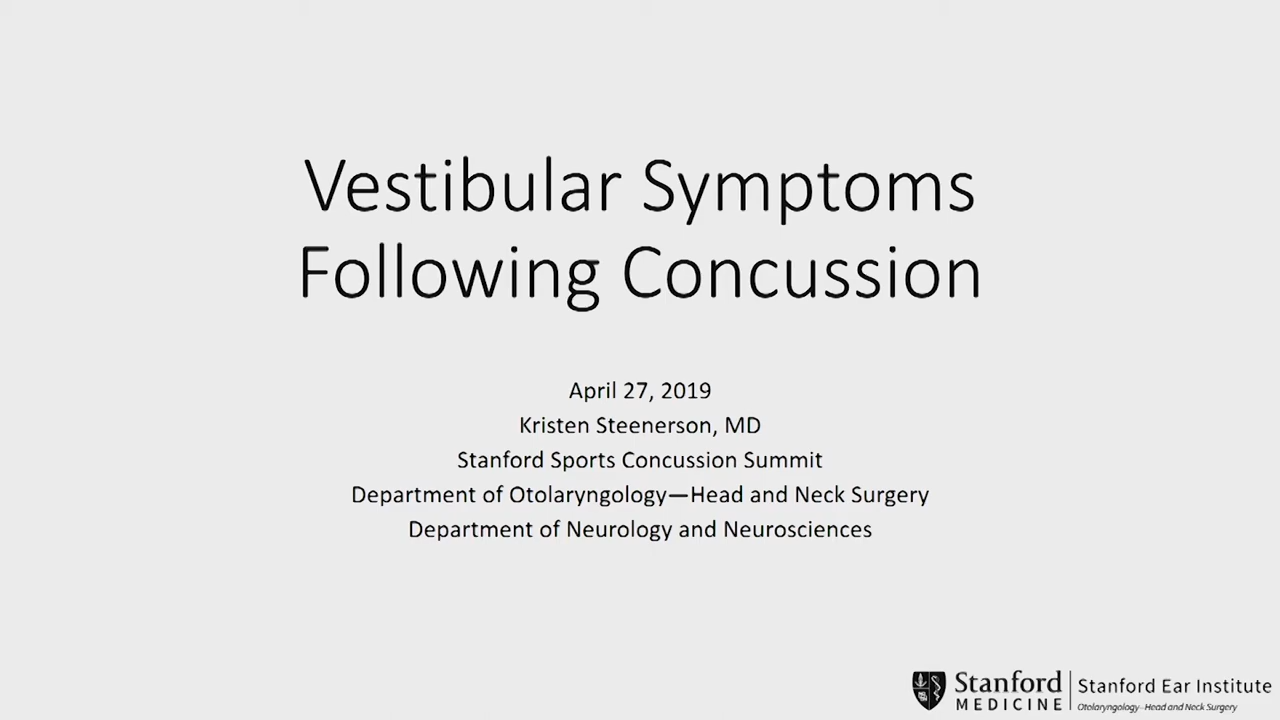 Vestibular Symptoms
Following Concussion
April 27, 2019
Kristen Steenerson, MD
Stanford Sports Concussion Summit
Department of Otolaryngology—Head and Neck Surgery
Department of Neurology and Neurosciences
Stanford
MEDICINE
Stanford Ear Institute
Otolaryngology–Head and Neck Surgery